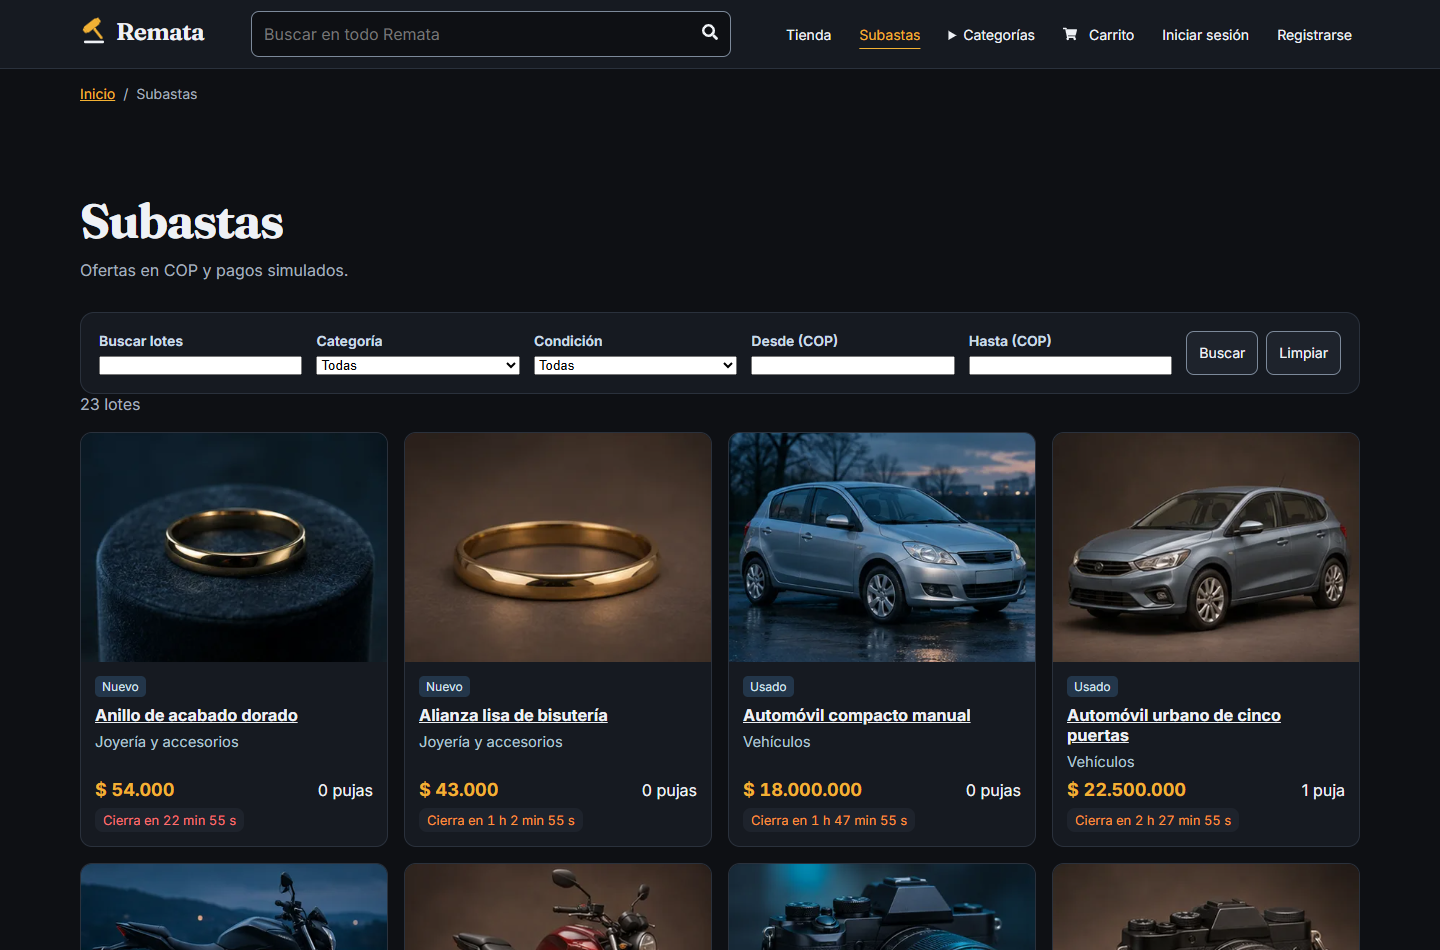 Remata
Buscar en todo Remata
Tienda
Subastas
Categorías
Carrito
Iniciar sesión
Registrarse
Inicio / Subastas
Subastas
Ofertas en COP y pagos simulados.
Buscar lotes
Categoría
Condición
Desde (COP)
Hasta (COP)
Todas
Todas
Buscar
Limpiar
23 lotes
Nuevo
Anillo de acabado dorado
Joyería y accesorios
$ 54.000
0 pujas
Cierra en 22 min 55 s
Nuevo
Alianza lisa de bisutería
Joyería y accesorios
$ 43.000
0 pujas
Cierra en 1 h 2 min 55 s
Usado
Automóvil compacto manual
Vehículos
$ 18.000.000
0 pujas
Cierra en 1 h 47 min 55 s
Usado
Automóvil urbano de cinco
puertas
Vehículos
$ 22.500.000
1 puja
Cierra en 2 h 27 min 55 s